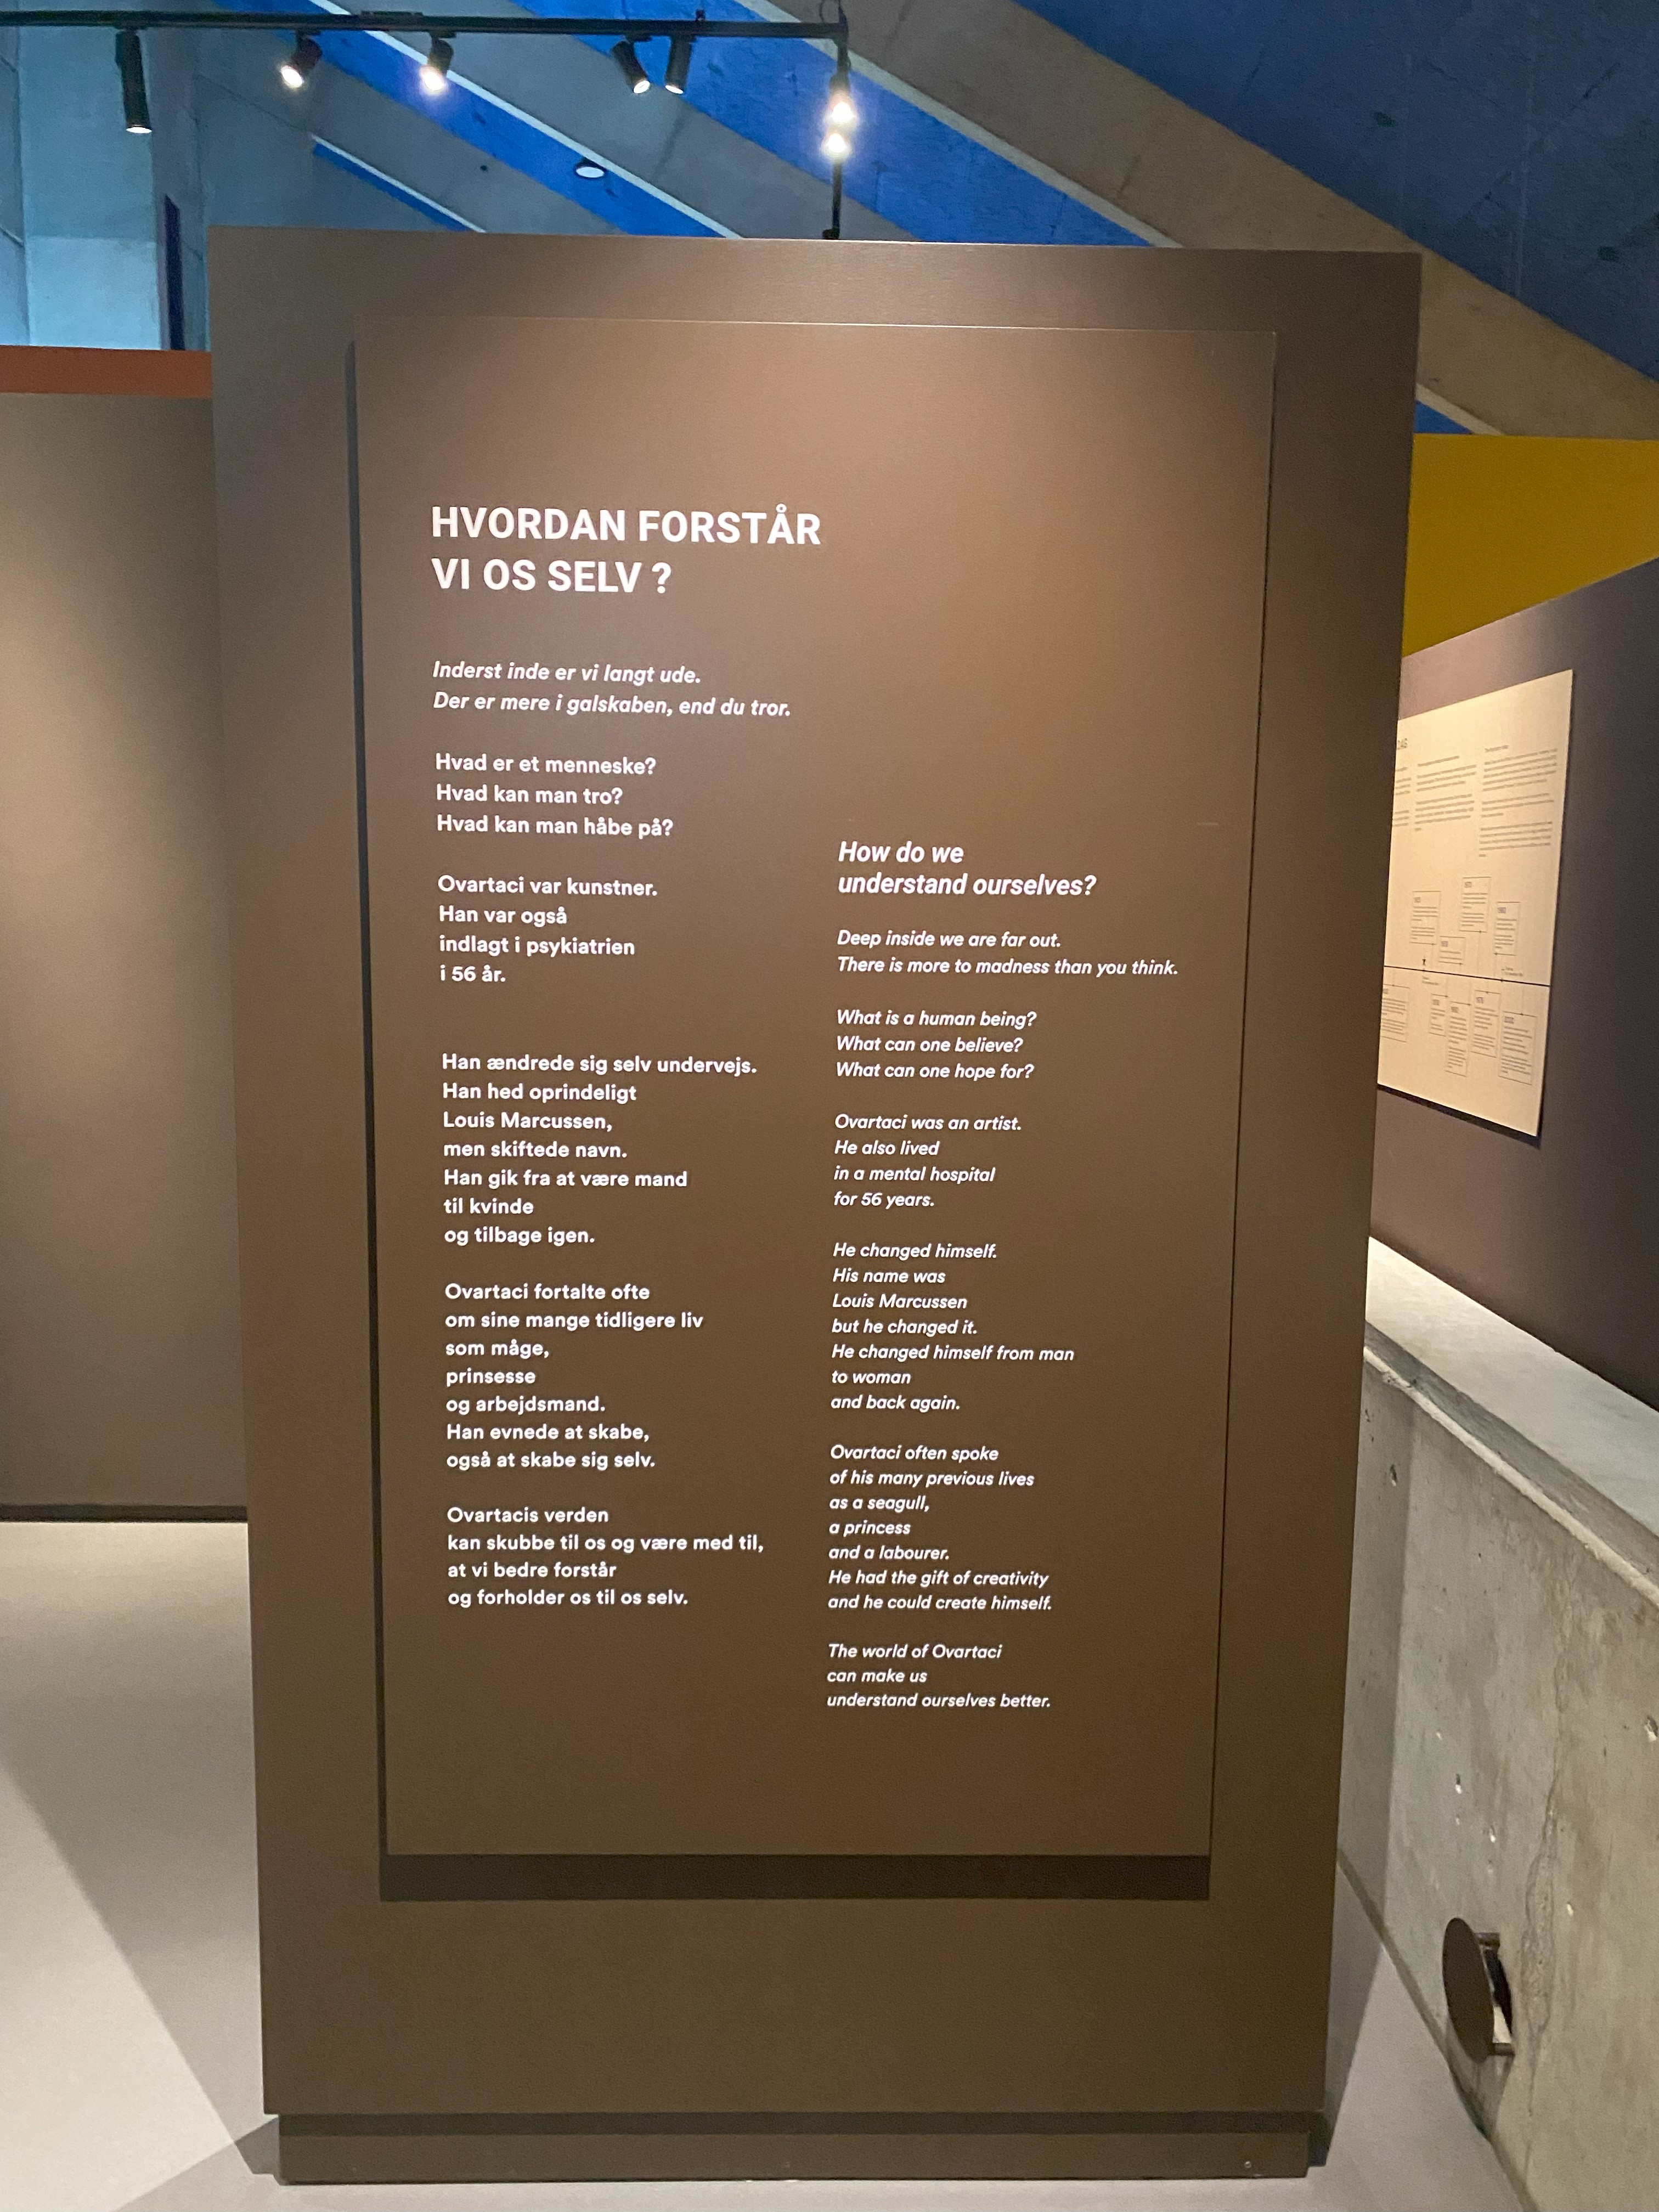 HVORDAN FORSTÅR
VI OS SELV ?
Inderst inde er vi langt ude.
Der er mere i galskaben, end du tror.
Hvad er et menneske?
Hvad kan man tro?
Hvad kan man håbe på?
Ovartaci var kunstner.
Han var også
indlagt i psykiatrien
i 56 år.
Han ændrede sig selv undervejs.
Han hed oprindeligt
Louis Marcussen,
men skiftede navn.
Han gik fra at være mand
til kvinde
og tilbage igen.
Ovartaci fortalte ofte
om sine mange tidligere liv
som måge,
prinsesse
og arbejdsmand.
Han evnede at skabe,
også at skabe sig selv.
Ovartacis verden
kan skubbe til os og være med til,
at vi bedre forstår
og forholder os til os selv.
How do we
understand ourselves?
Deep inside we are far out.
There is more to madness than you think.
What is a human being?
What can one believe?
What can one hope for?
Ovartaci was an artist.
He also lived
in a mental hospital
for 56 years.
He changed himself.
His name was
Louis Marcussen
but he changed it.
He changed himself from man
to woman
and back again.
Ovartaci often spoke
of his many previous lives
as a seagull,
a princess
and a labourer.
He had the gift of creativity
and he could create himself.
The world of Ovartaci
can make us
understand ourselves better.